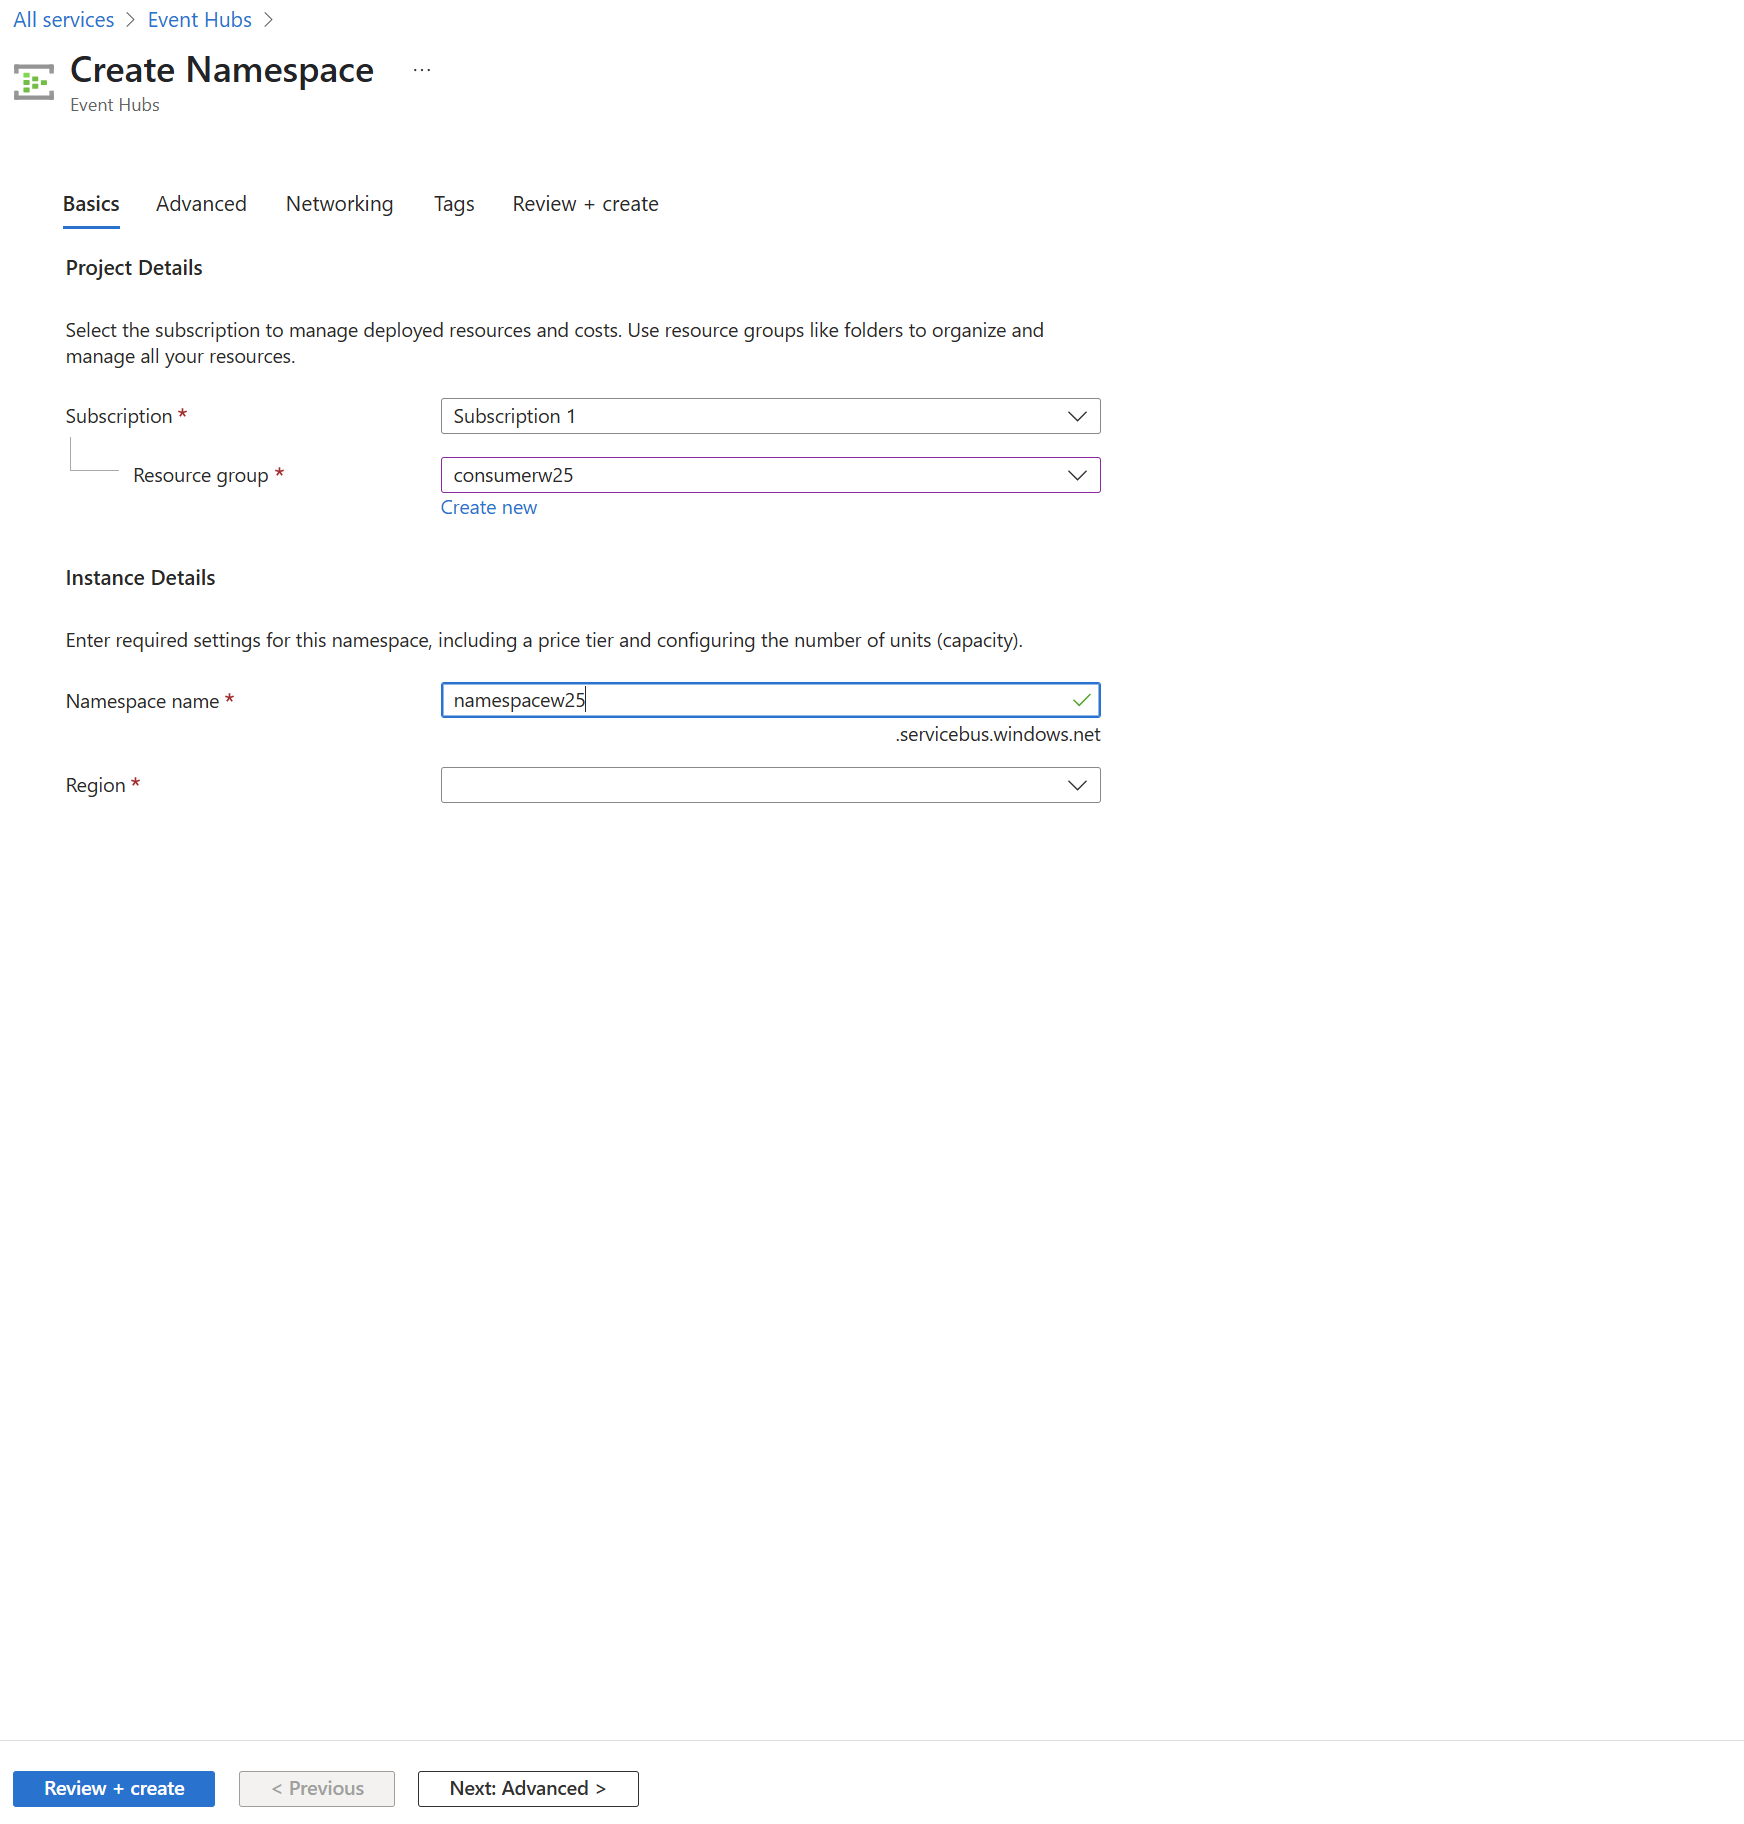 All services > Event Hubs >
Create Namespace ...
Event Hubs
Basics Advanced Networking Tags Review + create
Project Details
Select the subscription to manage deployed resources and costs. Use resource groups like folders to organize and
manage all your resources.
Subscription * Subscription 1
Resource group * consumerw25
Create new
Instance Details
Enter required settings for this namespace, including a price tier and configuring the number of units (capacity).
Namespace name * namespacew25
.servicebus.windows.net
Region *
Review + create < Previous Next: Advanced >